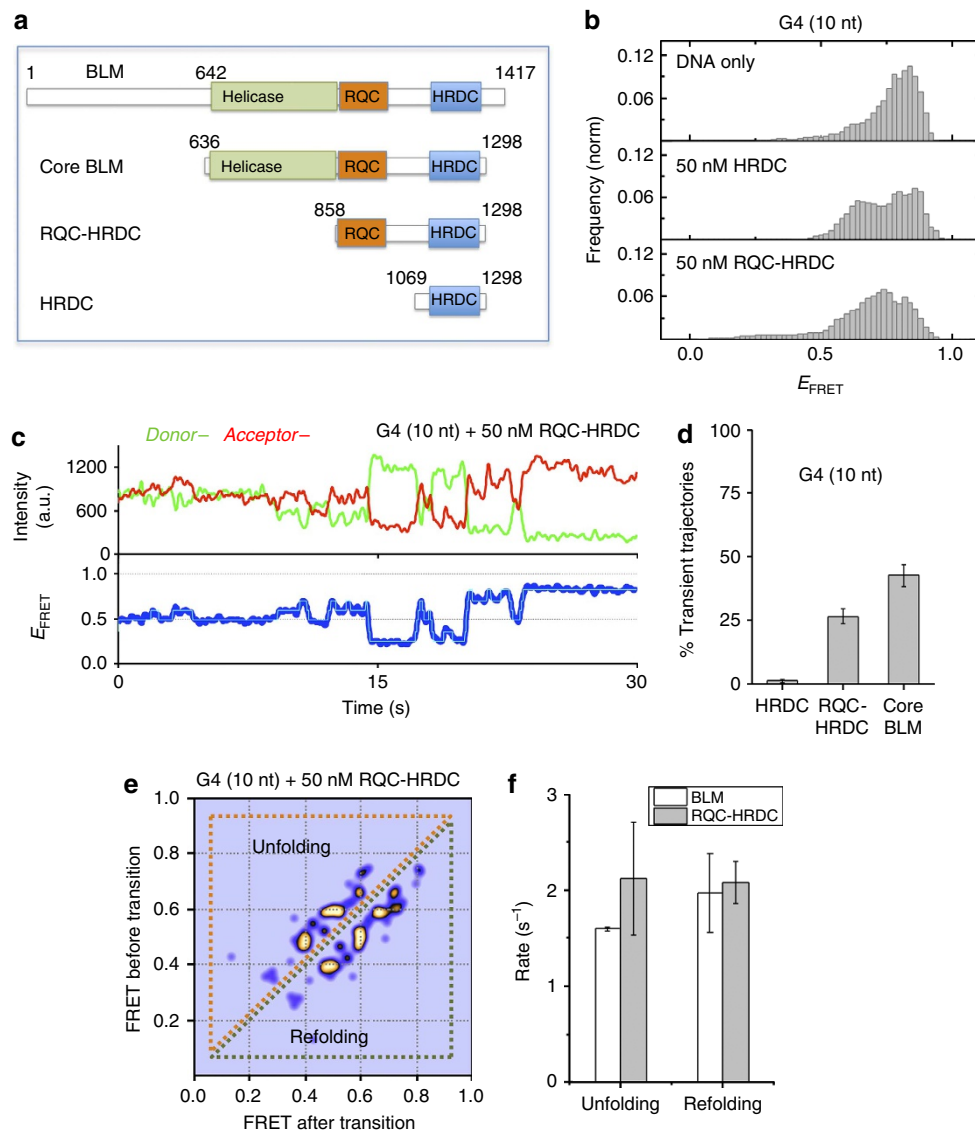 a
1 BLM 642 1417
Helicase RQC HRDC
636 1298
Core BLM Helicase RQC HRDC
858 1298
RQC-HRDC RQC HRDC
1069 1298
HRDC HRDC
b
G4 (10 nt)
Frequency (norm)
0.12 DNA only
0.06
0.12 50 nM HRDC
0.06
0.12 50 nM RQC-HRDC
0.06
0.0 0.5 1.0
EFRET
c
Donor– Acceptor– G4 (10 nt) + 50 nM RQC-HRDC
Intensity
(a.u.)
1200
600
0
EFRET
1.0
0.5
0.0
0 15 30
Time (s)
d
% Transient trajectories
100
75
50
25
0
G4 (10 nt)
HRDC RQC-
HRDC Core
BLM
e
G4 (10 nt) + 50 nM RQC-HRDC
FRET before transition
1.0
0.8
0.6
0.4
0.2
Unfolding
Refolding
0.0 0.2 0.4 0.6 0.8 1.0
FRET after transition
f
Rate (s⁻¹)
3
2
1
0
BLM
RQC-HRDC
Unfolding Refolding